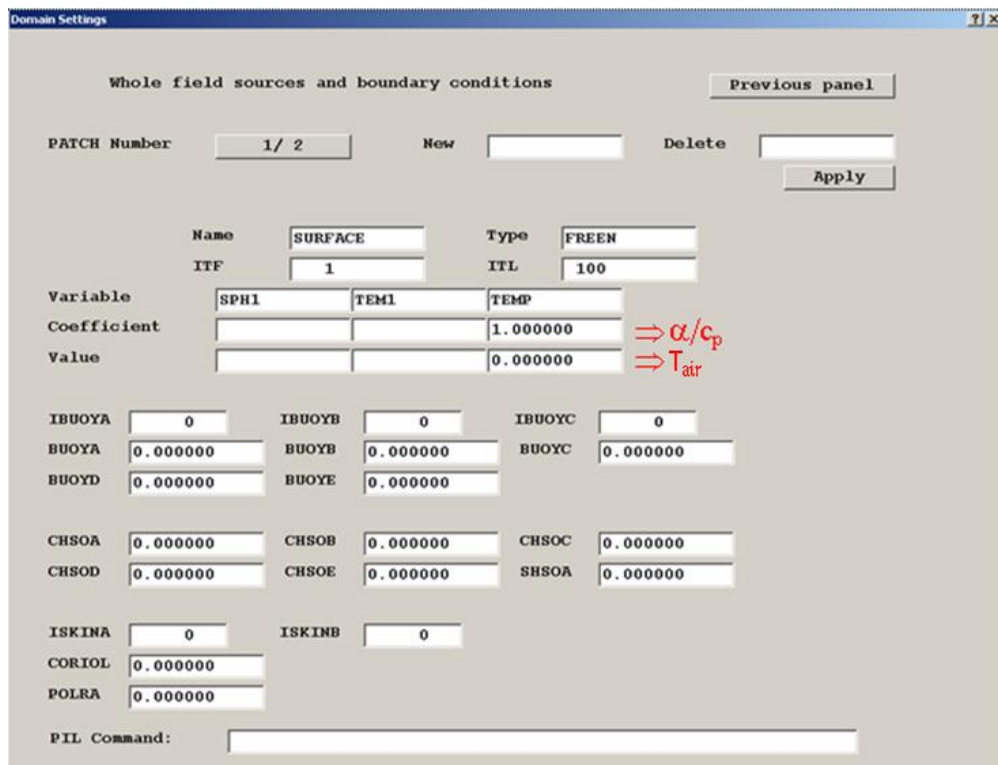 Domain Settings ? X
Whole field sources and boundary conditions Previous panel
PATCH Number 1/ 2 New Delete
Apply
Name SURFACE Type FREEN
ITF 1 ITL 100
Variable SPH1 TEM1 TEMP
Coefficient 1.000000 ⇒ α/cp
Value 0.000000 ⇒ Tair
IBUOYA 0 IBUOYB 0 IBUOYC 0
BUOYA 0.000000 BUOYB 0.000000 BUOYC 0.000000
BUOYD 0.000000 BUOYE 0.000000
CHSOA 0.000000 CHSOB 0.000000 CHSOC 0.000000
CHSOD 0.000000 CHSOE 0.000000 SHSOA 0.000000
ISKINA 0 ISKINB 0
CORIOL 0.000000
POLRA 0.000000
PIL Command: